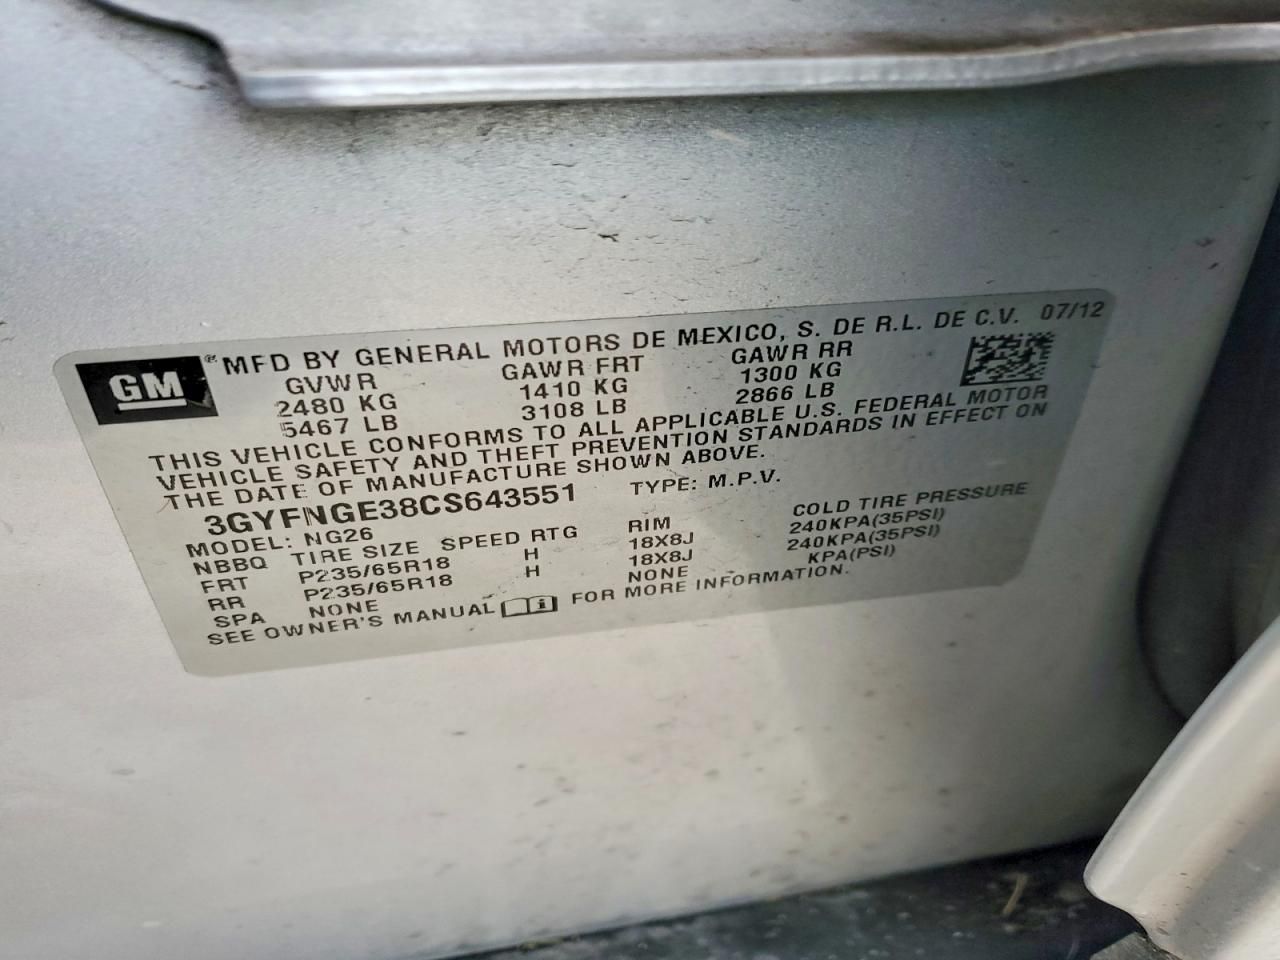 GM ® MFD BY GENERAL MOTORS DE MEXICO, S. DE R.L. DE C.V. 07/12
GVWR GAWR FRT GAWR RR
2480 KG 1410 KG 1300 KG
5467 LB 3108 LB 2866 LB
THIS VEHICLE CONFORMS TO ALL APPLICABLE U.S. FEDERAL MOTOR
VEHICLE SAFETY AND THEFT PREVENTION STANDARDS IN EFFECT ON
THE DATE OF MANUFACTURE SHOWN ABOVE.
3GYFNGE38CS643551 TYPE: M.P.V.
MODEL: NG26
NBBQ TIRE SIZE SPEED RTG RIM COLD TIRE PRESSURE
FRT P235/65R18 H 18X8J 240KPA(35PSI)
RR P235/65R18 H 18X8J 240KPA(35PSI)
SPA NONE NONE KPA(PSI)
SEE OWNER'S MANUAL i FOR MORE INFORMATION.